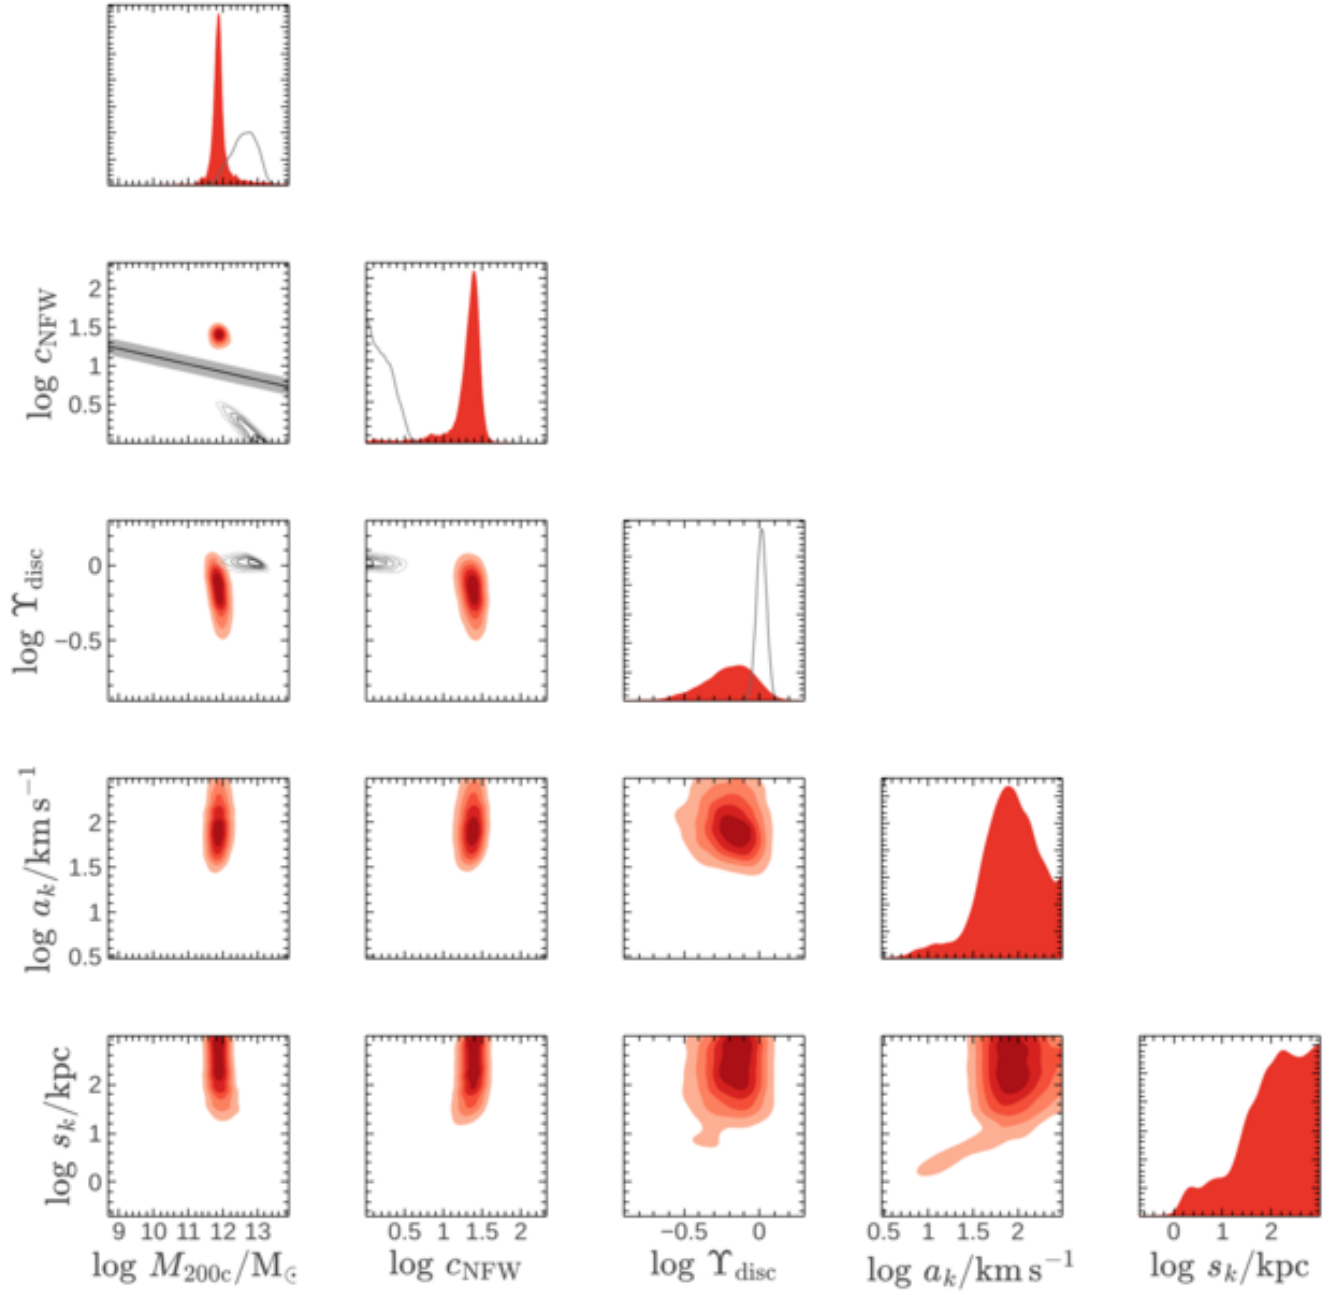 log c_NFW
2
1.5
1
0.5
log ϒ_disc
0
−0.5
log a_k/km s⁻¹
2
1.5
1
0.5
log s_k/kpc
2
1
0
9 10 11 12 13
0.5 1 1.5 2
−0.5 0
0.5 1 1.5 2
0 1 2
log M_200c/M_⊙
log c_NFW
log ϒ_disc
log a_k/km s⁻¹
log s_k/kpc